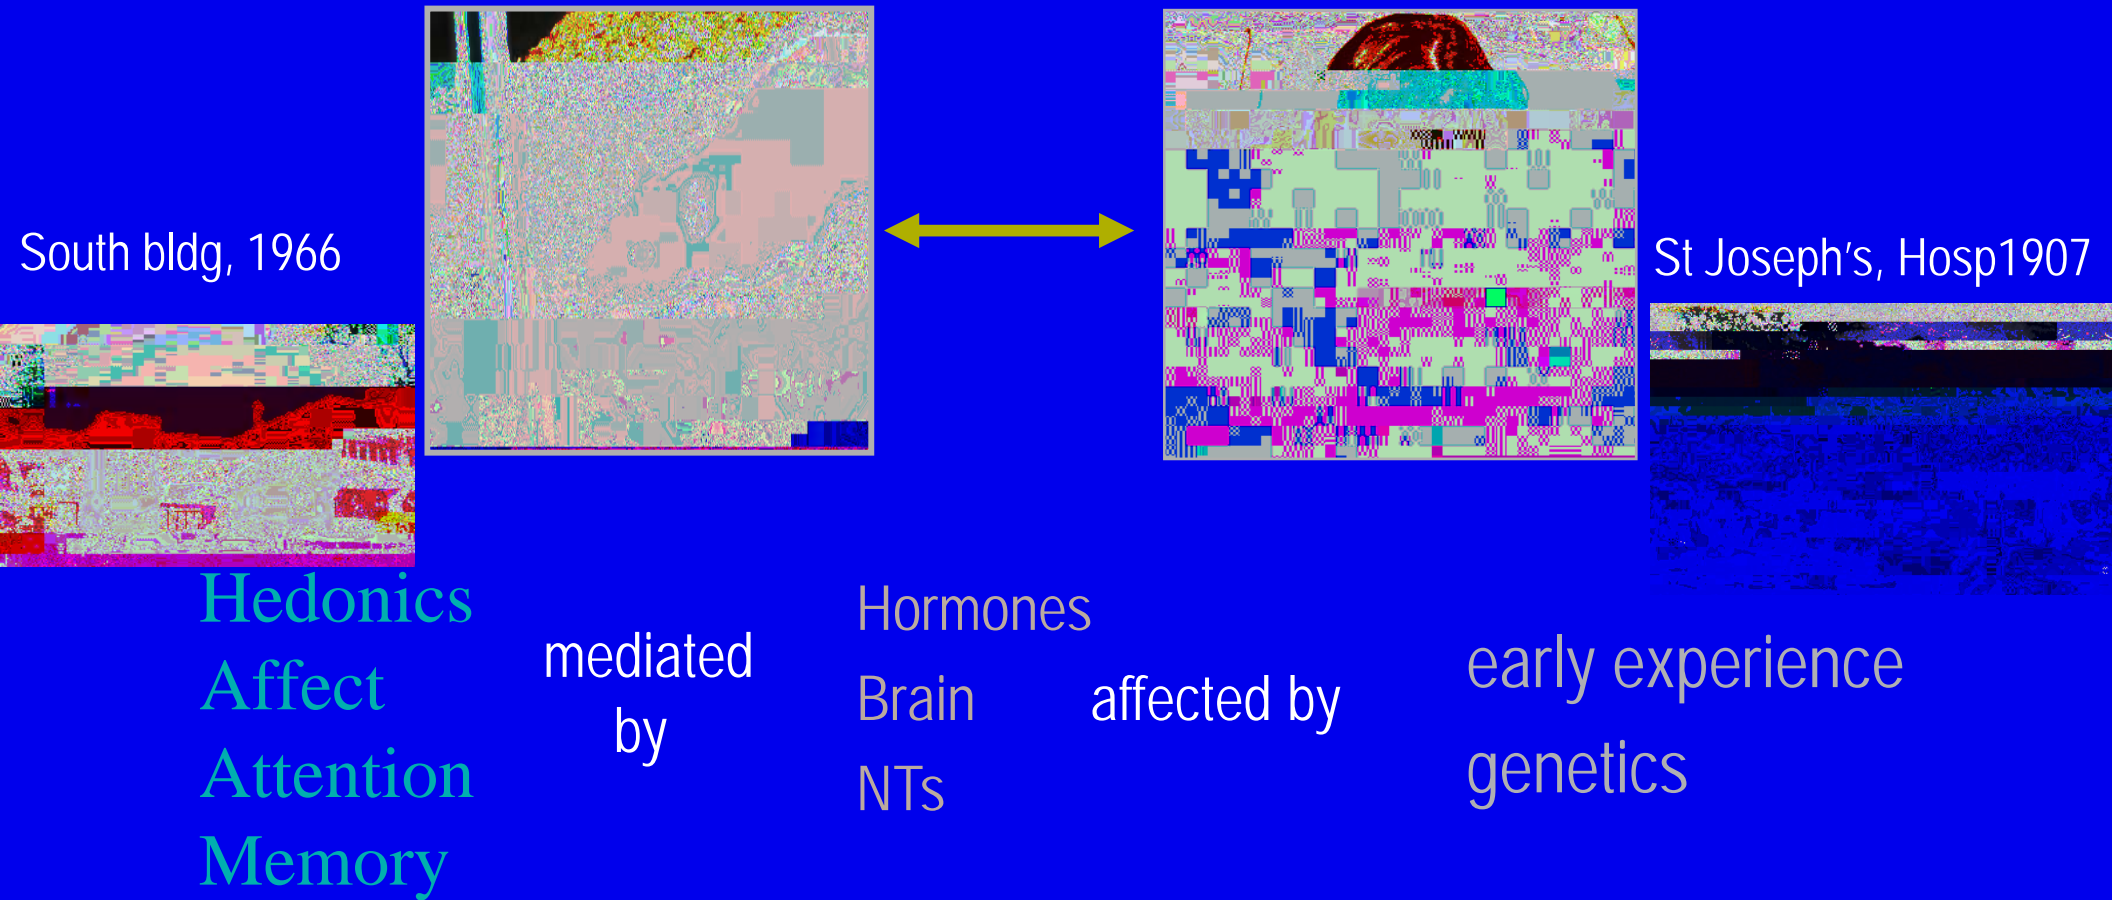 South bldg, 1966
St Joseph's, Hosp1907
Hedonics
Affect
Attention
Memory
mediated
by
Hormones
Brain
NTs
affected by
early experience
genetics